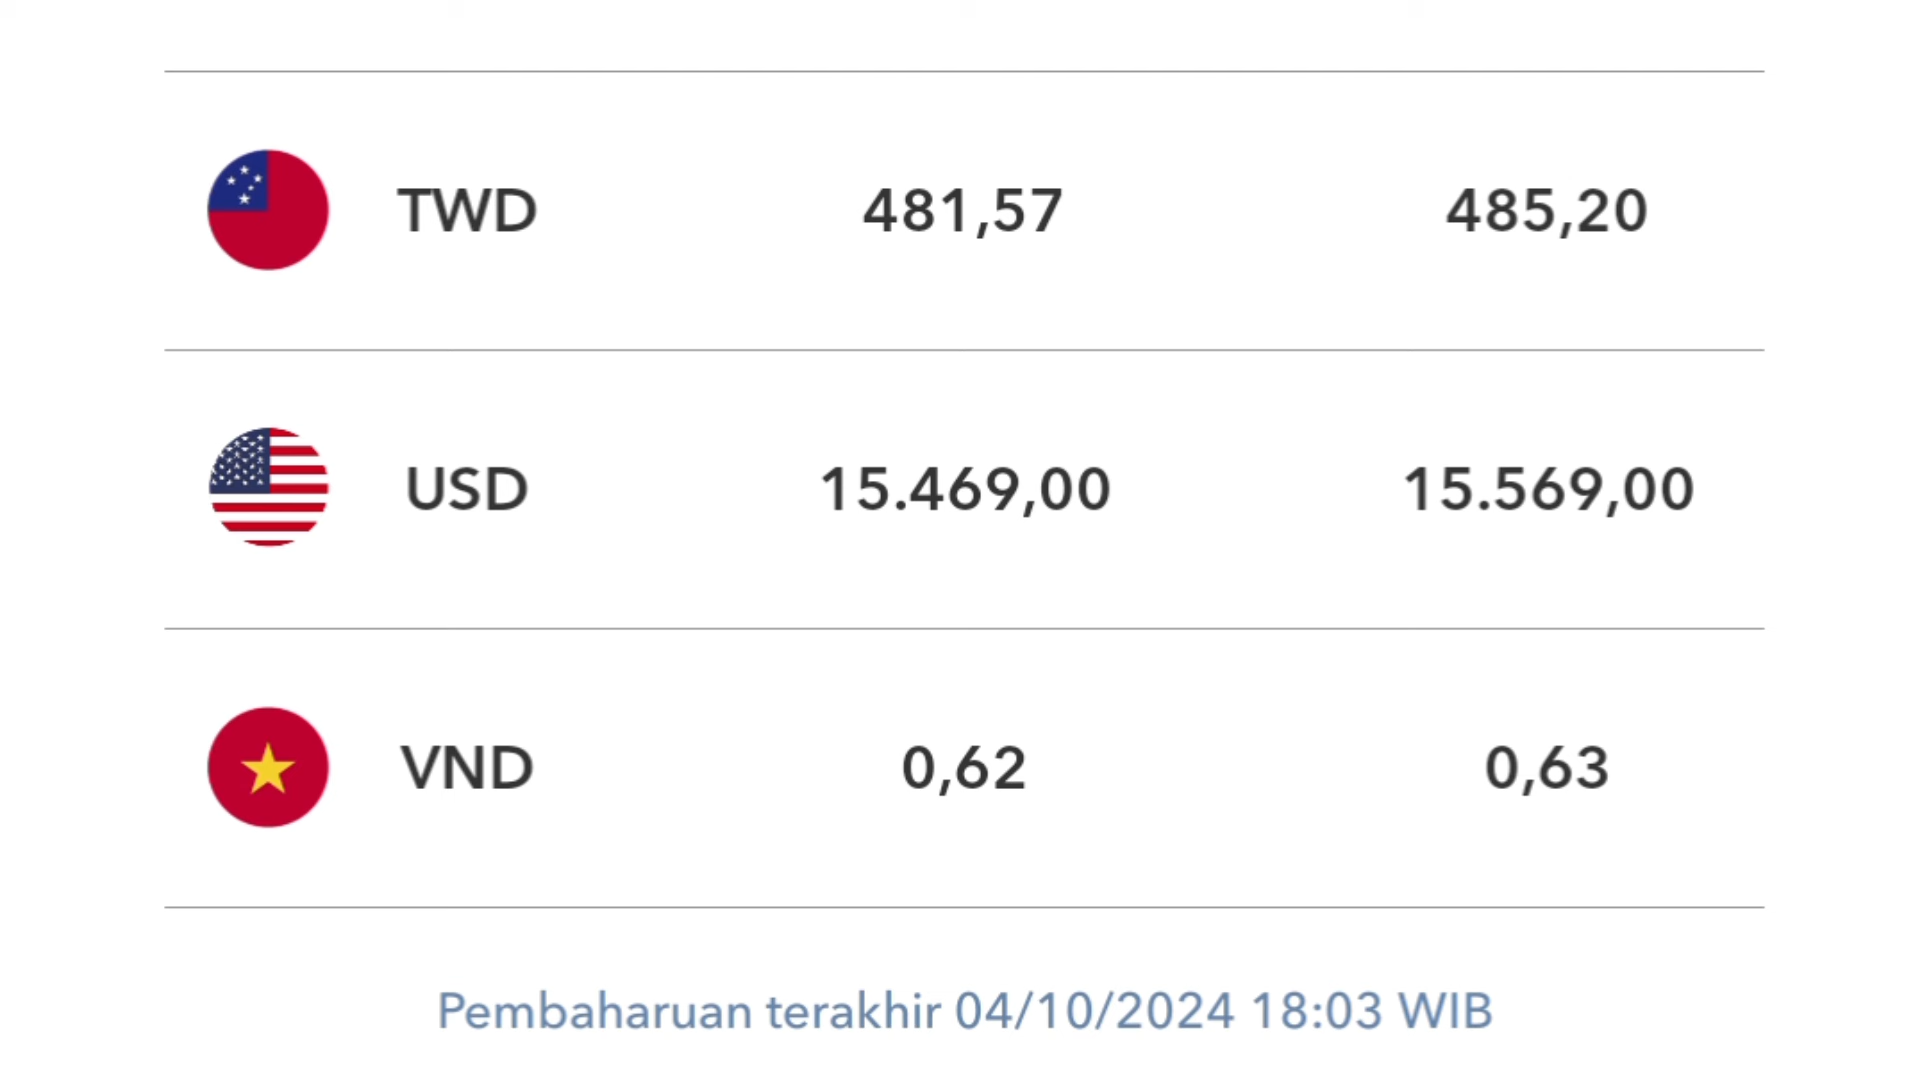 TWD 481,57 485,20
USD 15.469,00 15.569,00
VND 0,62 0,63
Pembaharuan terakhir 04/10/2024 18:03 WIB